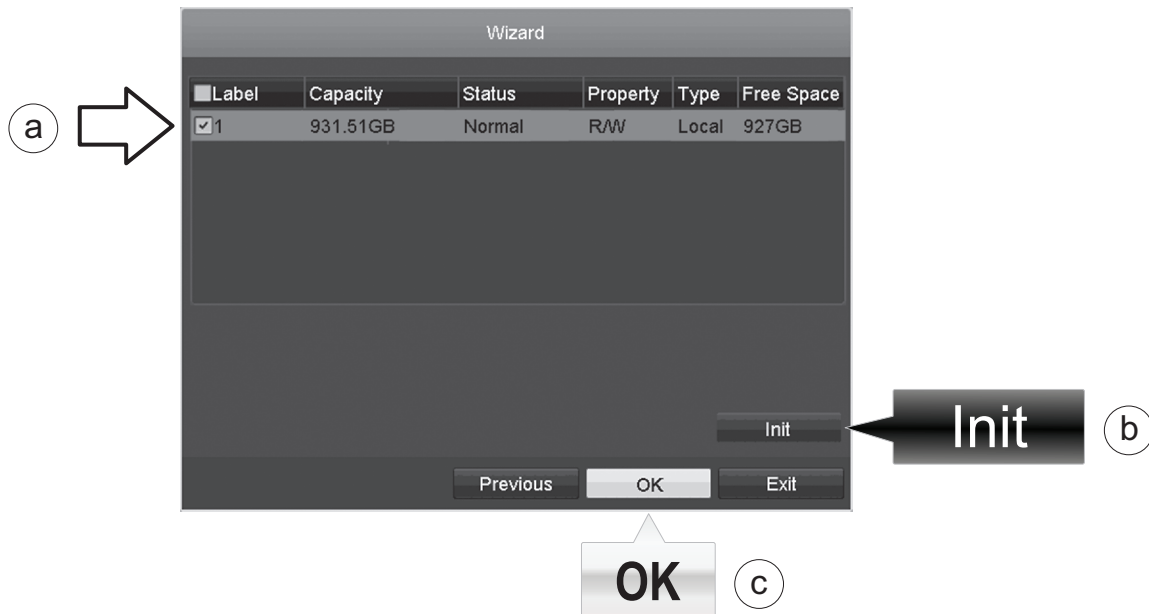 Wizard
Label Capacity Status Property Type Free Space
a
1 931.51GB Normal R/W Local 927GB
Init
Init
b
Previous OK Exit
OK
c